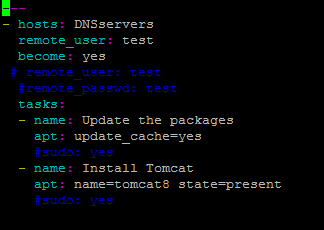 ---
- hosts: DNSservers
  remote_user: test
  become: yes
 # remote_user: test
  #remote_passwd: test
  tasks:
  - name: Update the packages
    apt: update_cache=yes
    #sudo: yes
  - name: Install Tomcat
    apt: name=tomcat8 state=present
    #sudo: yes